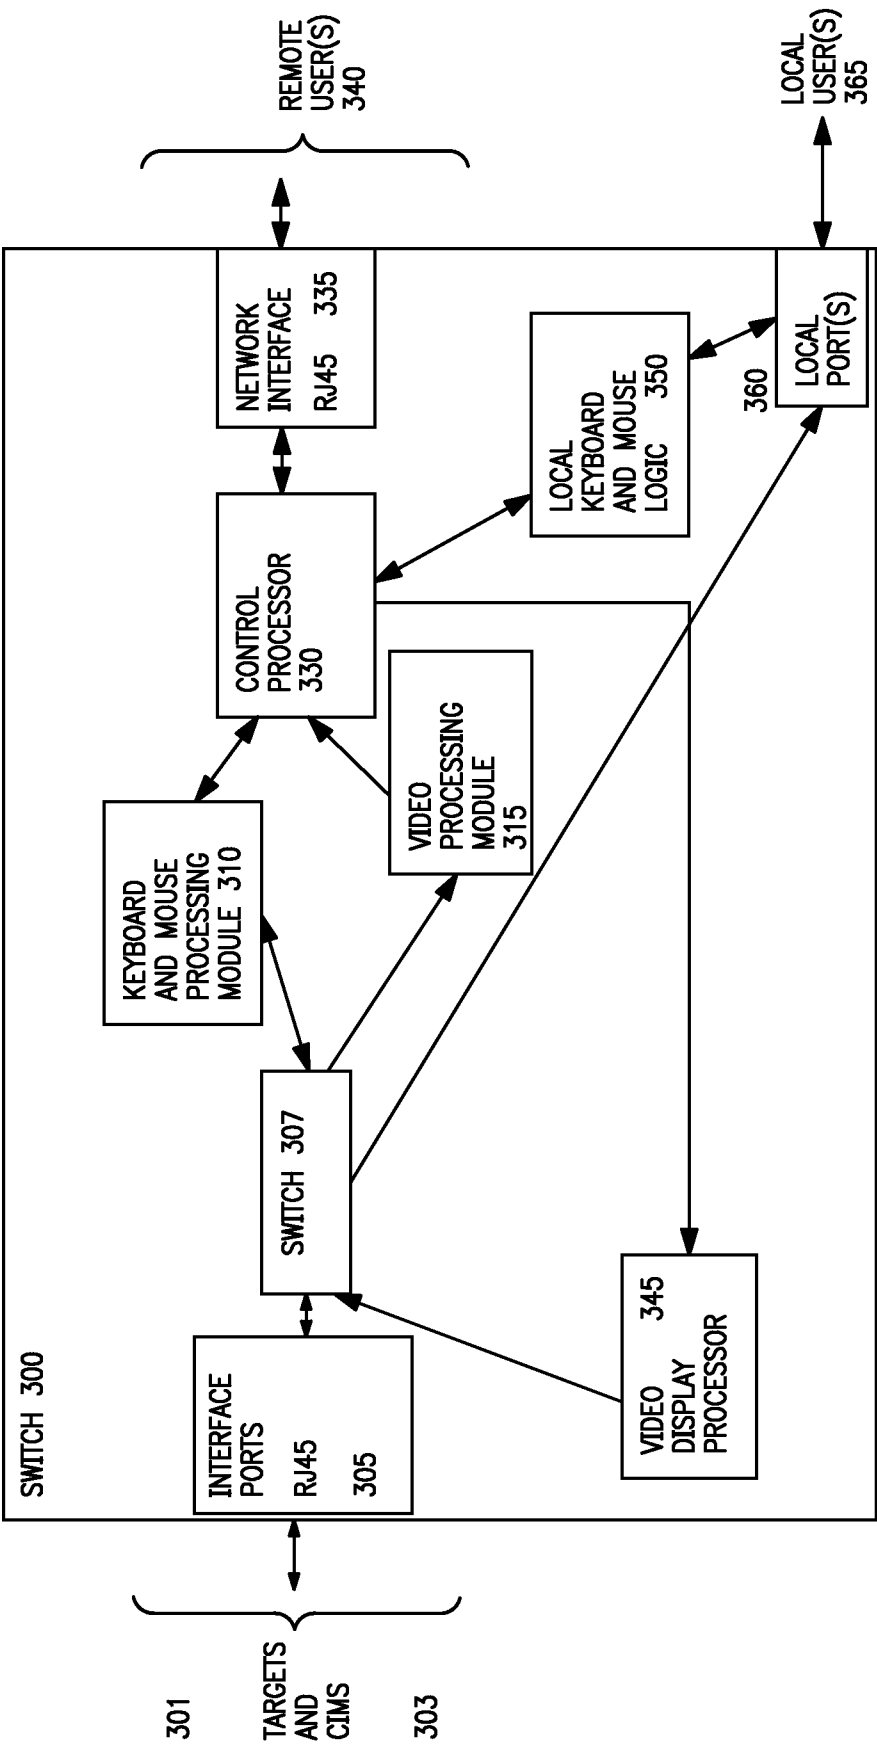 SWITCH 300
301
TARGETS
AND
CIMS
303
INTERFACE
PORTS
RJ45
305
SWITCH 307
KEYBOARD
AND MOUSE
PROCESSING
MODULE 310
VIDEO
PROCESSING
MODULE
315
CONTROL
PROCESSOR
330
NETWORK
INTERFACE
RJ45 335
REMOTE
USER(S)
340
VIDEO 345
DISPLAY
PROCESSOR
LOCAL
KEYBOARD
AND MOUSE
LOGIC 350
360
LOCAL
PORT(S)
LOCAL
USER(S)
365